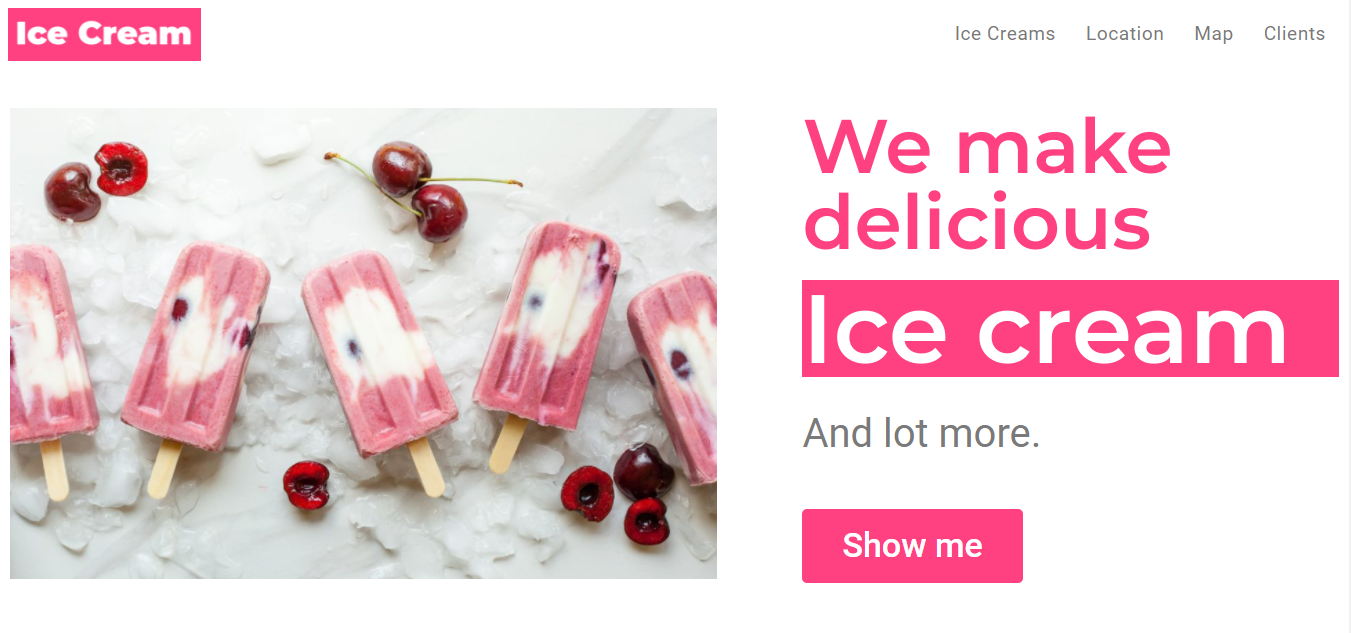 Ice Cream
Ice Creams Location Map Clients
We make
delicious
Ice cream
And lot more.
Show me